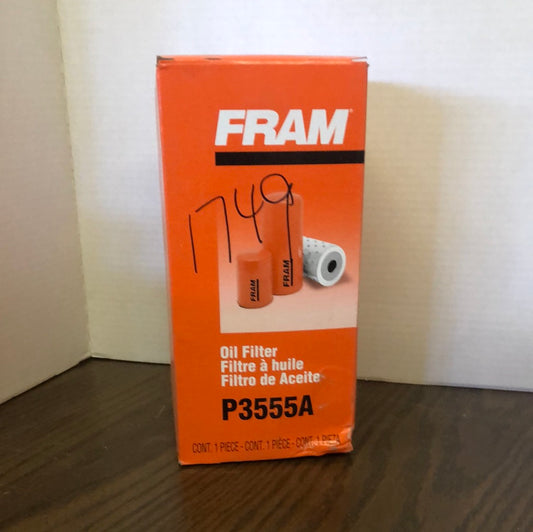 FRAM
1749
FRAM
FRAM
Oil Filter
Filtre à huile
Filtro de Aceite
P3555A
CONT. 1 PIECE - CONT. 1 PIÈCE - CONT. 1 PIEZA